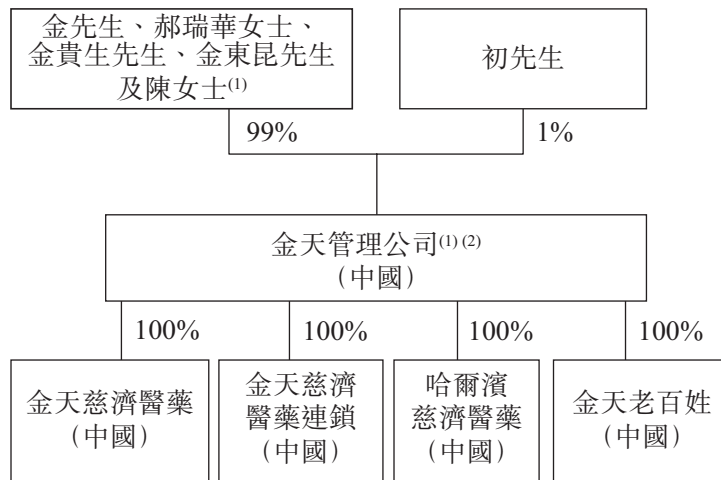 金先生、郝瑞華女士、
金貴生先生、金東昆先生
及陳女士(1)
初先生
99%
1%
金天管理公司(1) (2)
（中國）
100%
100%
100%
100%
金天慈濟醫藥
（中國）
金天慈濟
醫藥連鎖
（中國）
哈爾濱
慈濟醫藥
（中國）
金天老百姓
（中國）